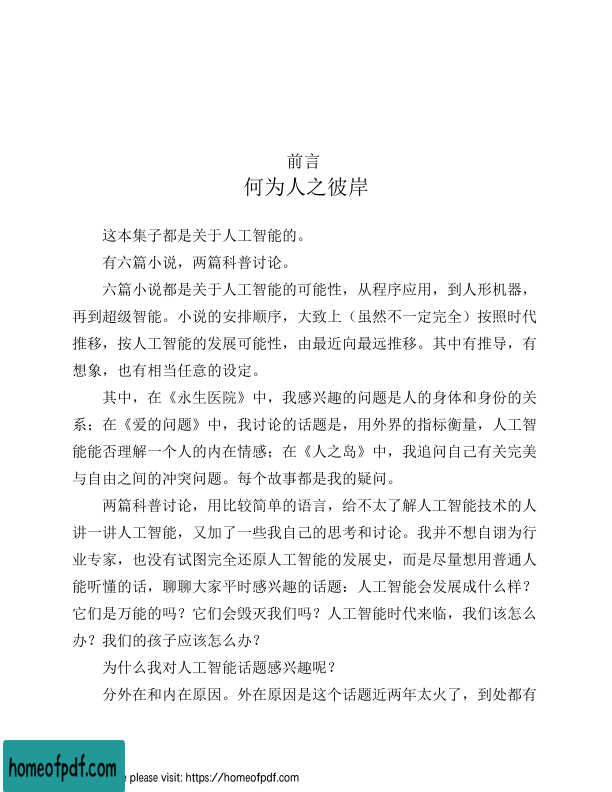 前言
何为人之彼岸
这本集子都是关于人工智能的。
有六篇小说，两篇科普讨论。
六篇小说都是关于人工智能的可能性，从程序应用，到人形机器，
再到超级智能。小说的安排顺序，大致上（虽然不一定完全）按照时代
推移，按人工智能的发展可能性，由最近向最远推移。其中有推导，有
想象，也有相当任意的设定。
其中，在《永生医院》中，我感兴趣的问题是人的身体和身份的关
系；在《爱的问题》中，我讨论的话题是，用外界的指标衡量，人工智
能能否理解一个人的内在情感；在《人之岛》中，我追问自己有关完美
与自由之间的冲突问题。每个故事都是我的疑问。
两篇科普讨论，用比较简单的语言，给不太了解人工智能技术的人
讲一讲人工智能，又加了一些我自己的思考和讨论。我并不想自诩为行
业专家，也没有试图完全还原人工智能的发展史，而是尽量想用普通人
能听懂的话，聊聊大家平时感兴趣的话题：人工智能会发展成什么样？
它们是万能的吗？它们会毁灭我们吗？人工智能时代来临，我们该怎么
办？我们的孩子应该怎么办？
为什么我对人工智能话题感兴趣呢？
分外在和内在原因。外在原因是这个话题近两年太火了，到处都有
homeofpdf.com
please visit: https://homeofpdf.com